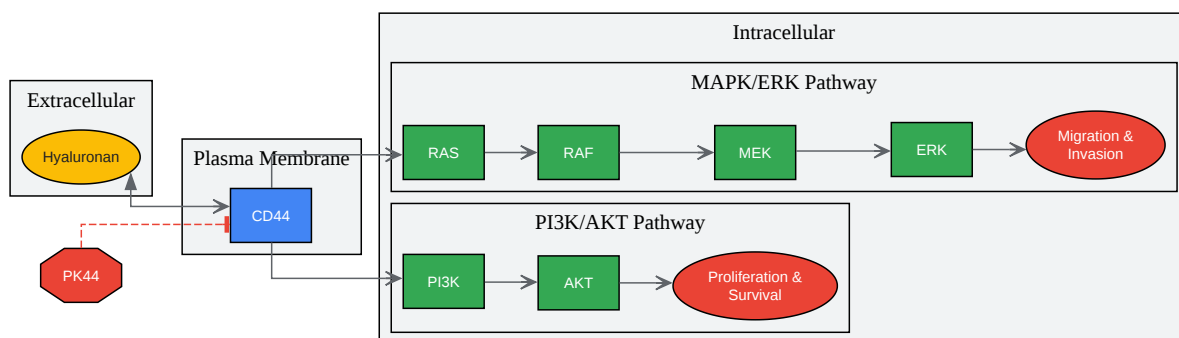 Intracellular
MAPK/ERK Pathway
Extracellular
Hyaluronan
Plasma Membrane
RAS
RAF
MEK
ERK
Migration &
Invasion
CD44
PI3K/AKT Pathway
PK44
PI3K
AKT
Proliferation &
Survival